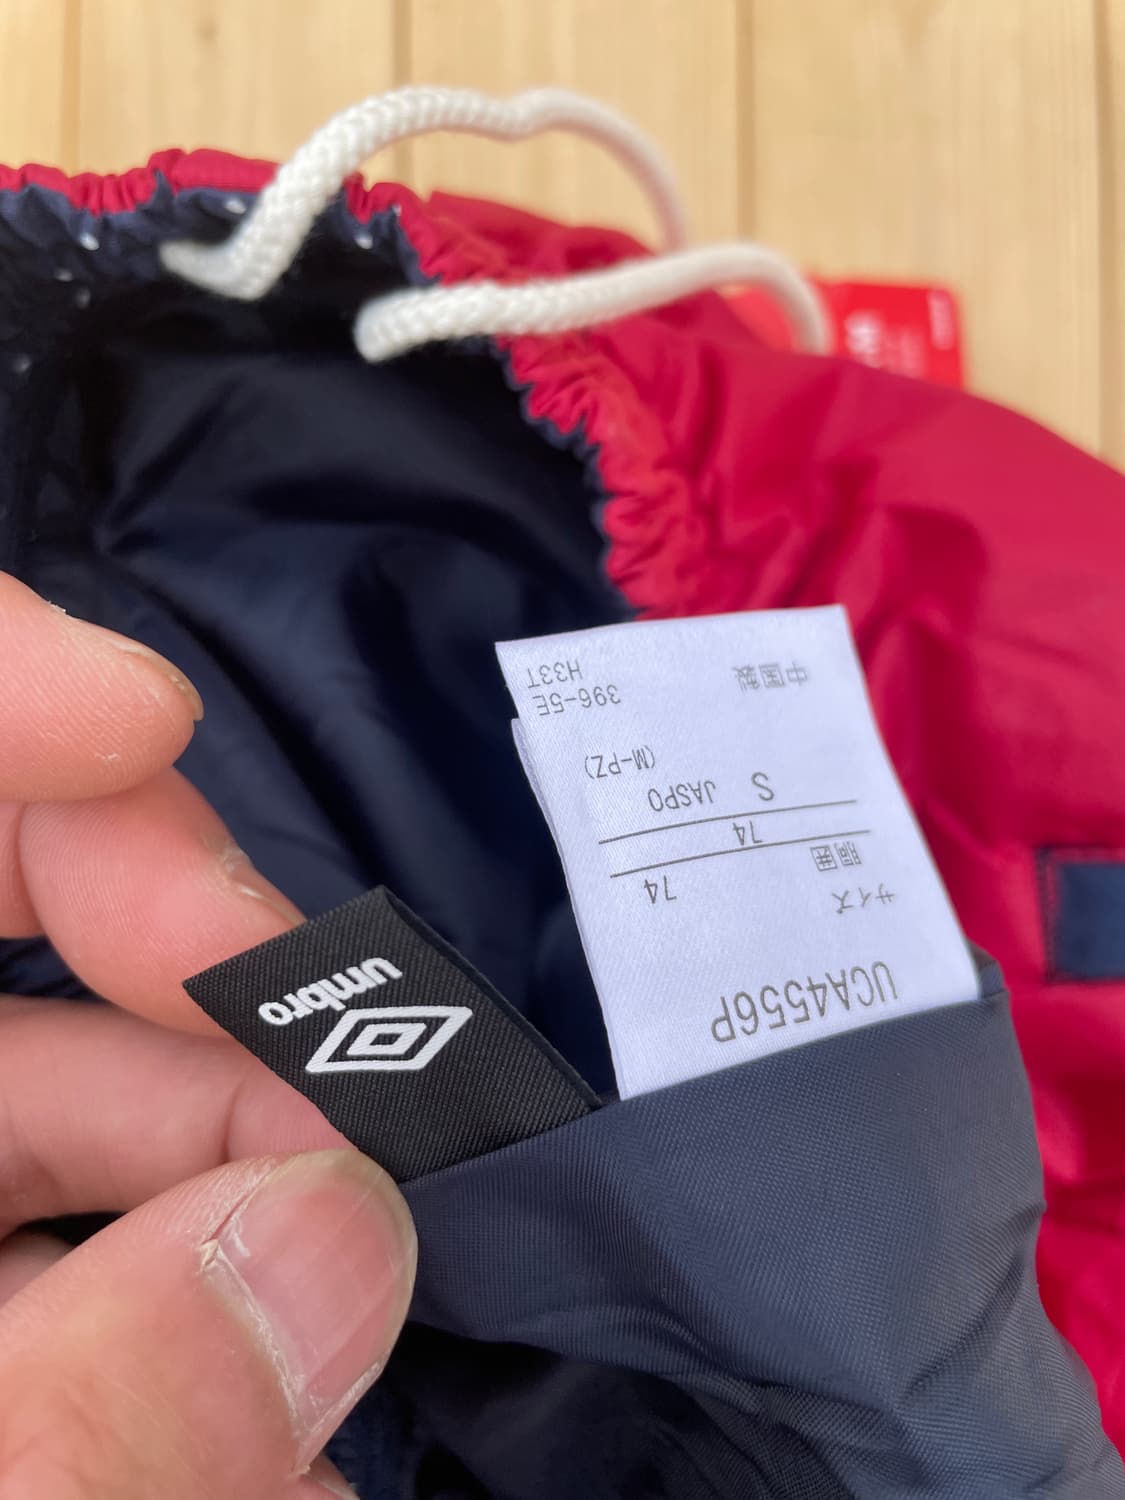 UCA4556P
サイズ
胴囲 74
74
S JASPO
(M-PZ)
中国製 396-5E
H33T
umbro